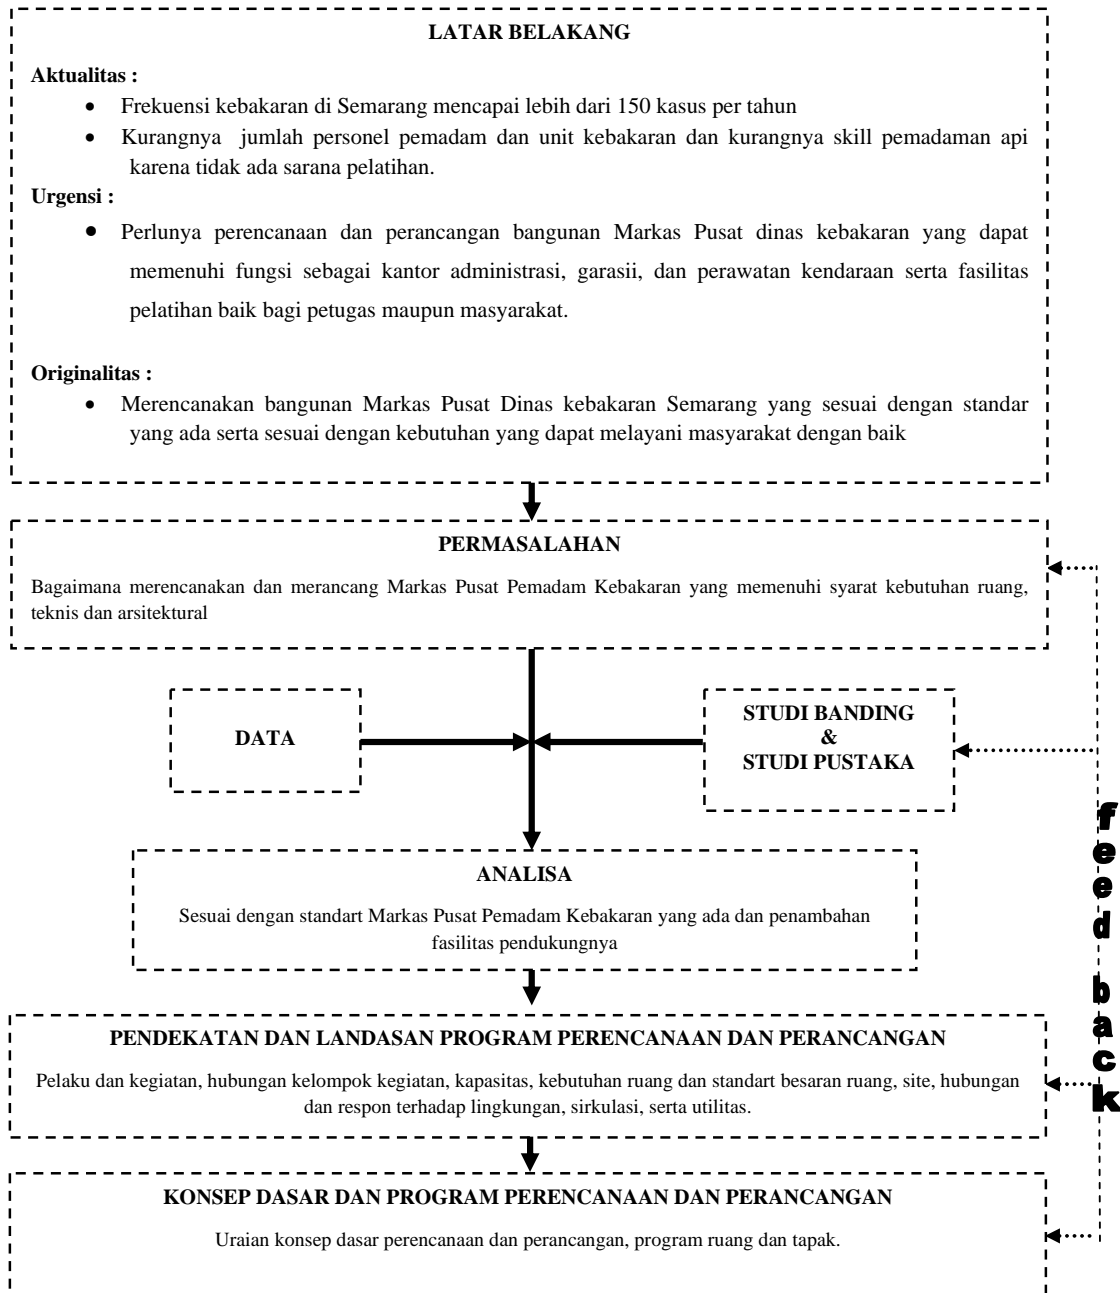 LATAR BELAKANG
Aktualitas :
• Frekuensi kebakaran di Semarang mencapai lebih dari 150 kasus per tahun
• Kurangnya jumlah personel pemadam dan unit kebakaran dan kurangnya skill pemadaman api
karena tidak ada sarana pelatihan.
Urgensi :
• Perlunya perencanaan dan perancangan bangunan Markas Pusat dinas kebakaran yang dapat
memenuhi fungsi sebagai kantor administrasi, garasii, dan perawatan kendaraan serta fasilitas
pelatihan baik bagi petugas maupun masyarakat.
Originalitas :
• Merencanakan bangunan Markas Pusat Dinas kebakaran Semarang yang sesuai dengan standar
yang ada serta sesuai dengan kebutuhan yang dapat melayani masyarakat dengan baik
PERMASALAHAN
Bagaimana merencanakan dan merancang Markas Pusat Pemadam Kebakaran yang memenuhi syarat kebutuhan ruang,
teknis dan arsitektural
DATA
STUDI BANDING
&
STUDI PUSTAKA
ANALISA
Sesuai dengan standart Markas Pusat Pemadam Kebakaran yang ada dan penambahan
fasilitas pendukungnya
PENDEKATAN DAN LANDASAN PROGRAM PERENCANAAN DAN PERANCANGAN
Pelaku dan kegiatan, hubungan kelompok kegiatan, kapasitas, kebutuhan ruang dan standart besaran ruang, site, hubungan
dan respon terhadap lingkungan, sirkulasi, serta utilitas.
KONSEP DASAR DAN PROGRAM PERENCANAAN DAN PERANCANGAN
Uraian konsep dasar perencanaan dan perancangan, program ruang dan tapak.
feed back